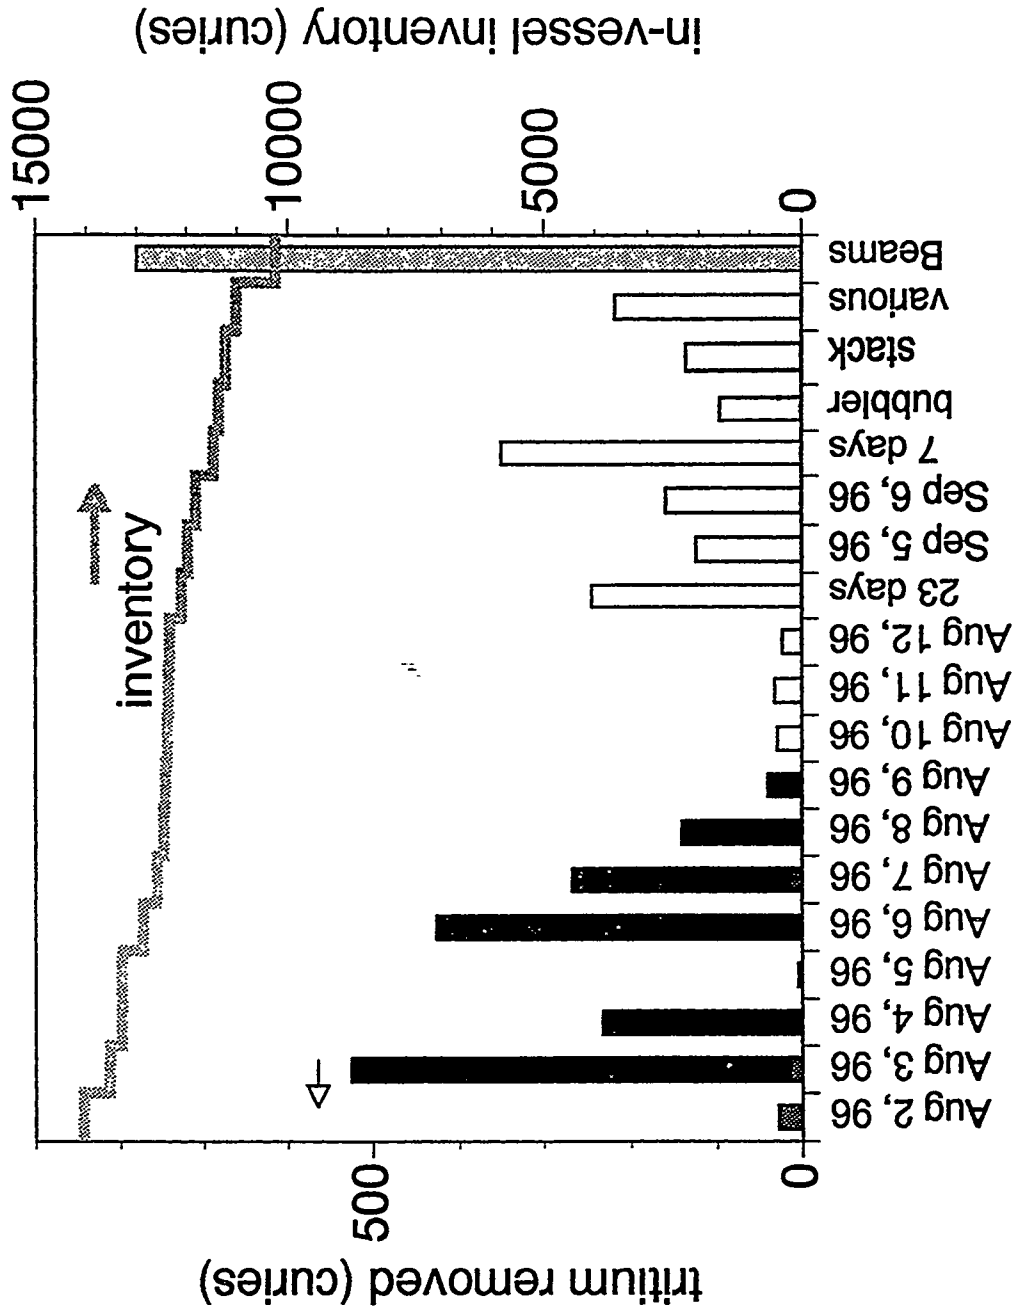 in-vessel inventory (curies)
15000
10000
5000
0
inventory
500
0
tritium removed (curies)
Aug 2, 96
Aug 3, 96
Aug 4, 96
Aug 5, 96
Aug 6, 96
Aug 7, 96
Aug 8, 96
Aug 9, 96
Aug 10, 96
Aug 11, 96
Aug 12, 96
23 days
Sep 5, 96
Sep 6, 96
7 days
bubbler
stack
various
Beams